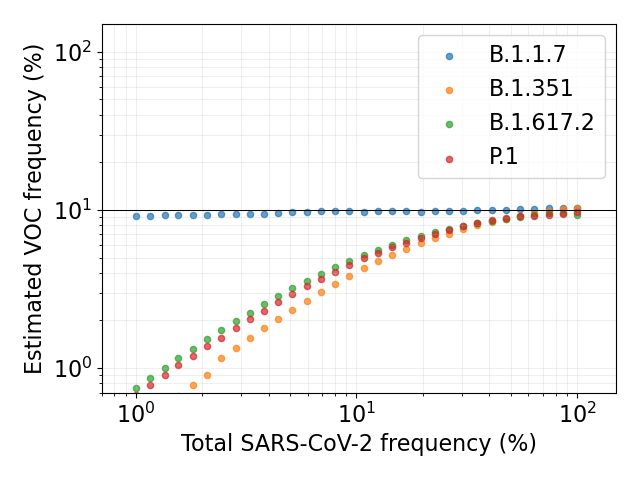 Estimated VOC frequency (%)
10²
10¹
10⁰
B.1.1.7
B.1.351
B.1.617.2
P.1
10⁰
10¹
10²
Total SARS-CoV-2 frequency (%)